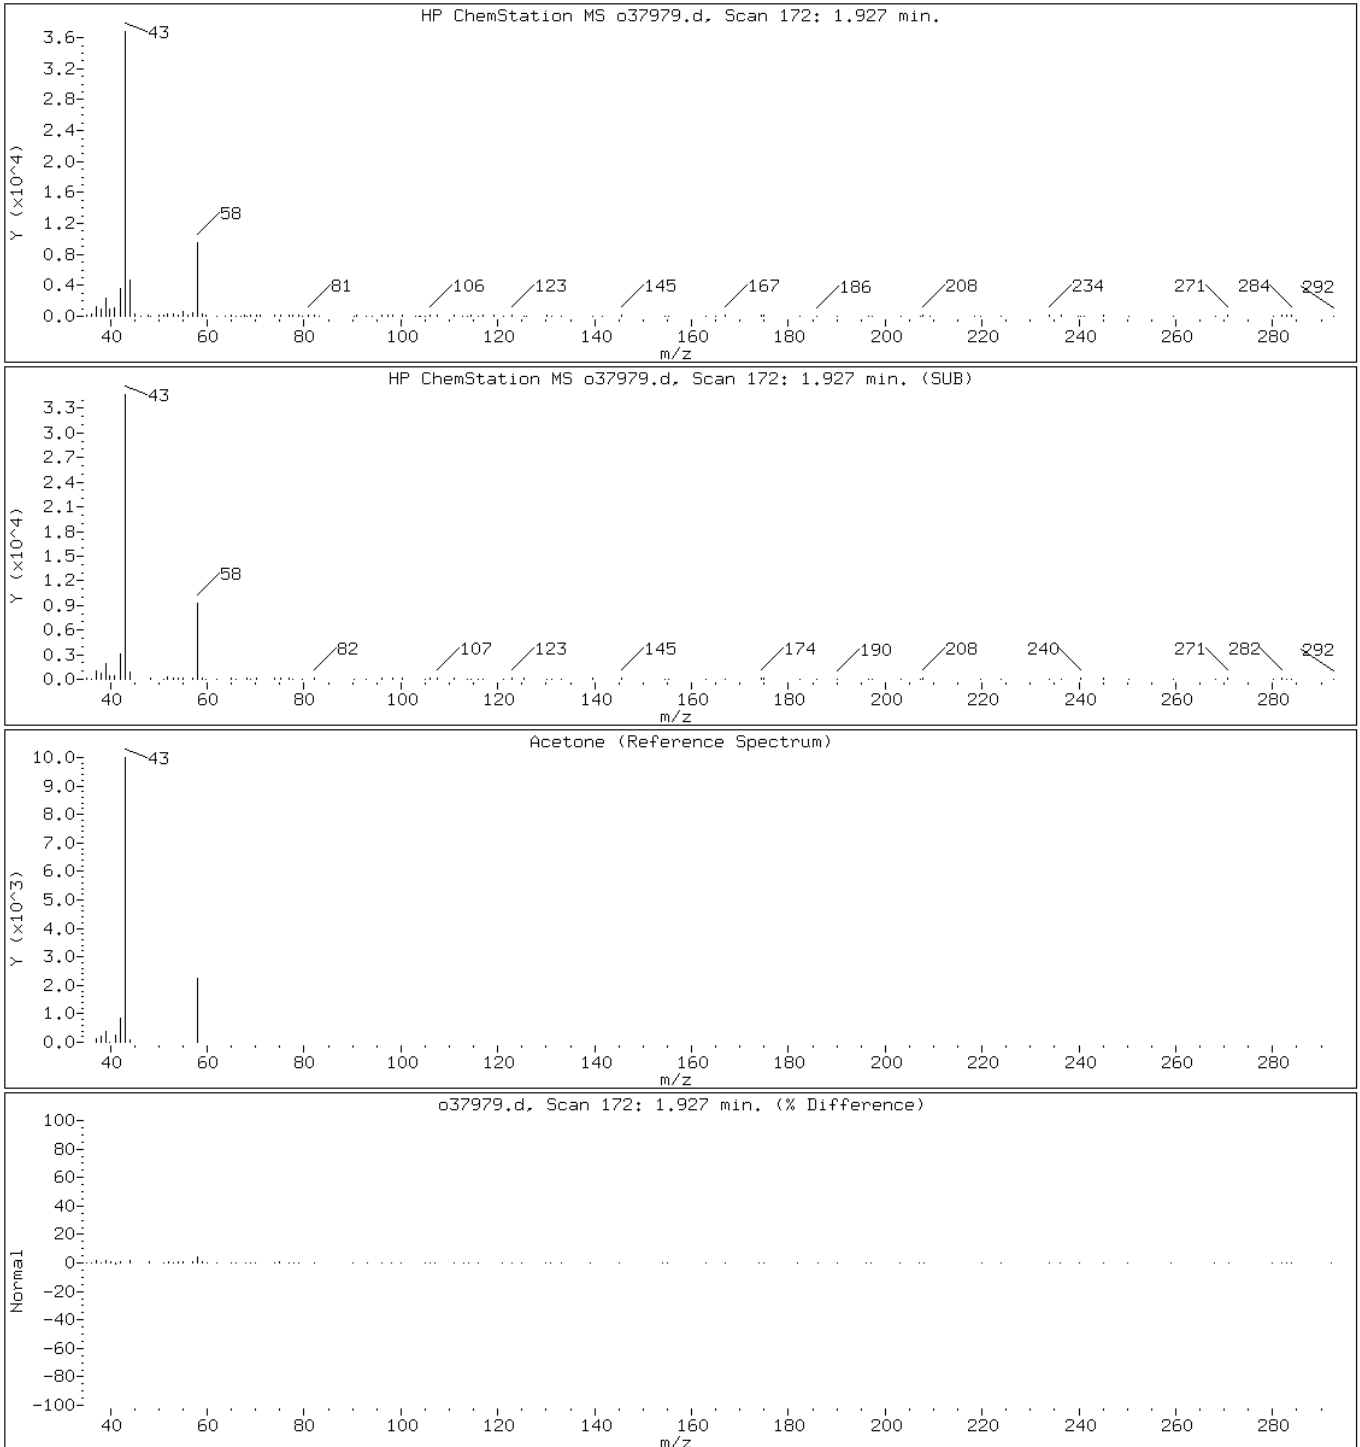 HP ChemStation MS o37979.d, Scan 172: 1.927 min.
Y (x10^4)
3.6
3.2
2.8
2.4
2.0
1.6
1.2
0.8
0.4
0.0
43
58
81 106 123 145 167 186 208 234 271 284 292
40 60 80 100 120 140 160 180 200 220 240 260 280
m/z
HP ChemStation MS o37979.d, Scan 172: 1.927 min. (SUB)
Y (x10^4)
3.3
3.0
2.7
2.4
2.1
1.8
1.5
1.2
0.9
0.6
0.3
0.0
43
58
82 107 123 145 174 190 208 240 271 282 292
40 60 80 100 120 140 160 180 200 220 240 260 280
m/z
Acetone (Reference Spectrum)
Y (x10^3)
10.0
9.0
8.0
7.0
6.0
5.0
4.0
3.0
2.0
1.0
0.0
43
40 60 80 100 120 140 160 180 200 220 240 260 280
m/z
o37979.d, Scan 172: 1.927 min. (% Difference)
Normal
100
80
60
40
20
0
-20
-40
-60
-80
-100
40 60 80 100 120 140 160 180 200 220 240 260 280
m/z